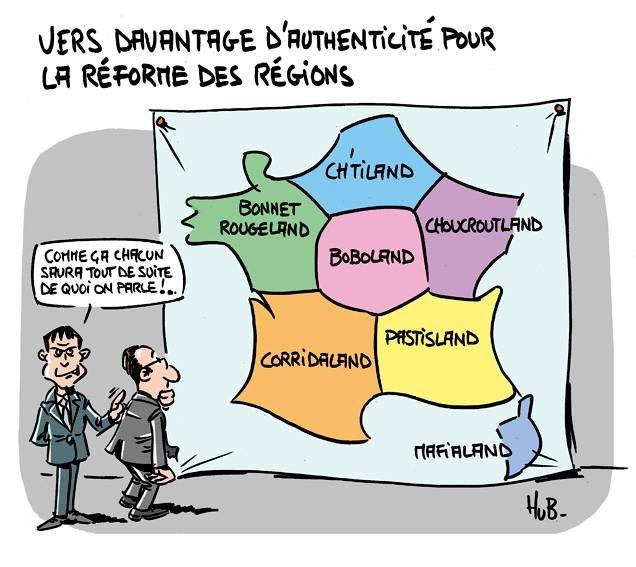 VERS DAVANTAGE D'AUTHENTICITÉ POUR
LA RÉFORME DES RÉGIONS
CH'TILAND
BONNET
ROUGELAND
CHOUCROUTLAND
BOBOLAND
COMME ÇA CHACUN
SAURA TOUT DE SUITE
DE QUOI ON PARLE !..
CORRIDALAND
PASTISLAND
MAFIALAND
HUB-